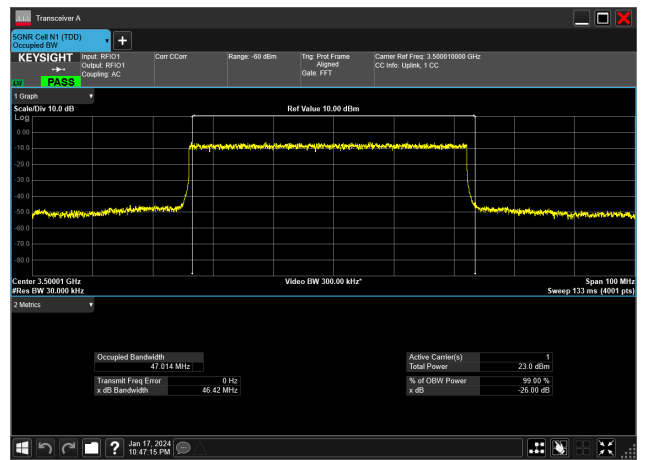 Transceiver A
5GNR Cell N1 (TDD)
Occupied BW
KEYSIGHT
Input: RFIO1
Output: RFIO1
Coupling: AC
Corr CCorr
Range: -60 dBm
Trig: Prot Frame
Aligned
Gate: FFT
Carrier Ref Freq: 3.500010000 GHz
CC Info: Uplink, 1 CC
LXI
PASS
1 Graph
Scale/Div 10.0 dB
Ref Value 10.00 dBm
Log
0.00
-10.0
-20.0
-30.0
-40.0
-50.0
-60.0
-70.0
-80.0
Center 3.50001 GHz
Video BW 300.00 kHz*
Span 100 MHz
#Res BW 30.000 kHz
Sweep 133 ms (4001 pts)
2 Metrics
Occupied Bandwidth
47.014 MHz
Active Carrier(s) 1
Total Power 23.0 dBm
Transmit Freq Error 0 Hz
x dB Bandwidth 46.42 MHz
% of OBW Power 99.00 %
x dB -26.00 dB
Jan 17, 2024
10:47:15 PM